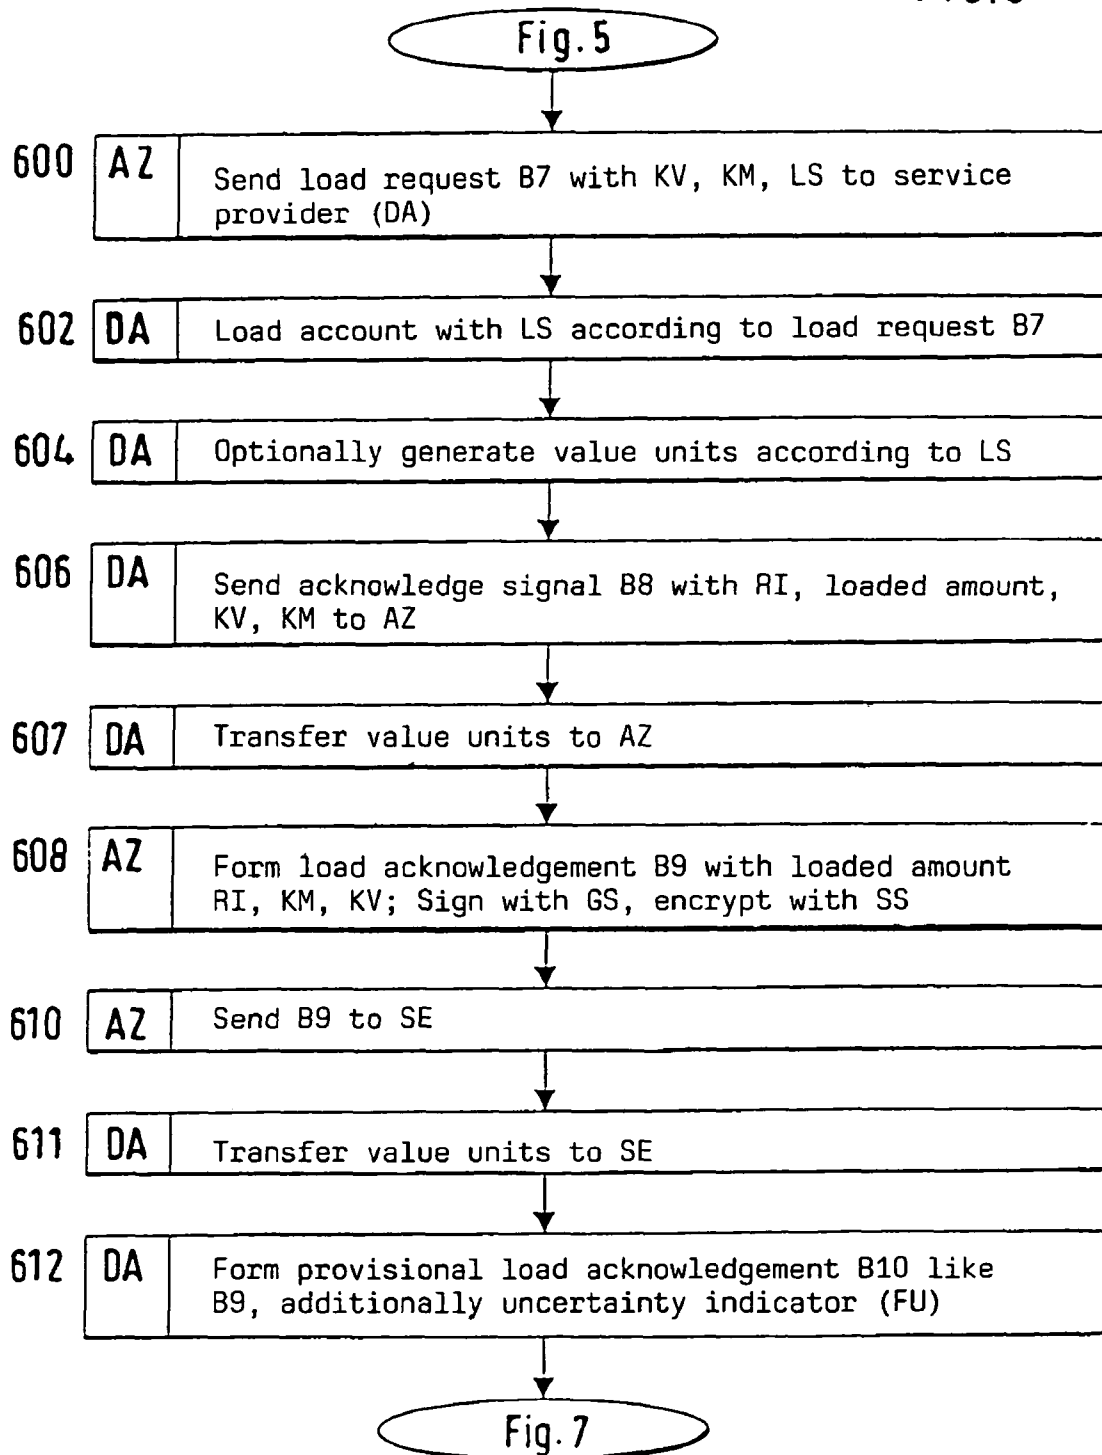 Fig. 5
600 AZ Send load request B7 with KV, KM, LS to service
provider (DA)
602 DA Load account with LS according to load request B7
604 DA Optionally generate value units according to LS
606 DA Send acknowledge signal B8 with RI, loaded amount,
KV, KM to AZ
607 DA Transfer value units to AZ
608 AZ Form load acknowledgement B9 with loaded amount
RI, KM, KV; Sign with GS, encrypt with SS
610 AZ Send B9 to SE
611 DA Transfer value units to SE
612 DA Form provisional load acknowledgement B10 like
B9, additionally uncertainty indicator (FU)
Fig. 7